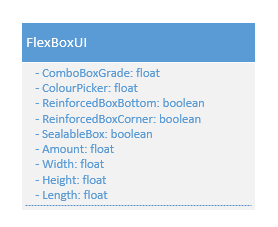 FlexBoxUI
- ComboBoxGrade: float
- ColourPicker: float
- ReinforcedBoxBottom: boolean
- ReinforcedBoxCorner: boolean
- SealableBox: boolean
- Amount: float
- Width: float
- Height: float
- Length: float